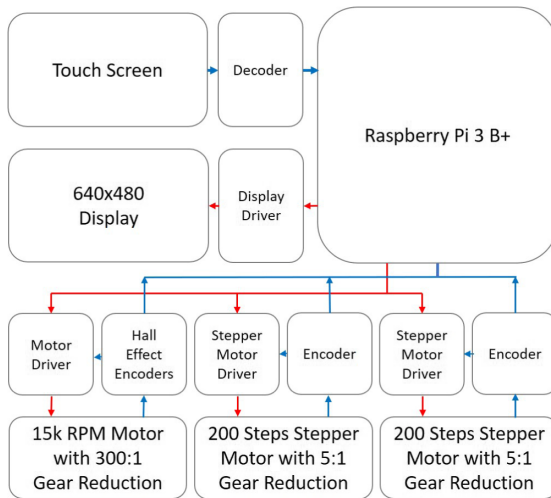 Touch Screen
Decoder
Raspberry Pi 3 B+
640x480
Display
Display
Driver
Motor
Driver
Hall
Effect
Encoders
Stepper
Motor
Driver
Encoder
Stepper
Motor
Driver
Encoder
15k RPM Motor
with 300:1
Gear Reduction
200 Steps Stepper
Motor with 5:1
Gear Reduction
200 Steps Stepper
Motor with 5:1
Gear Reduction